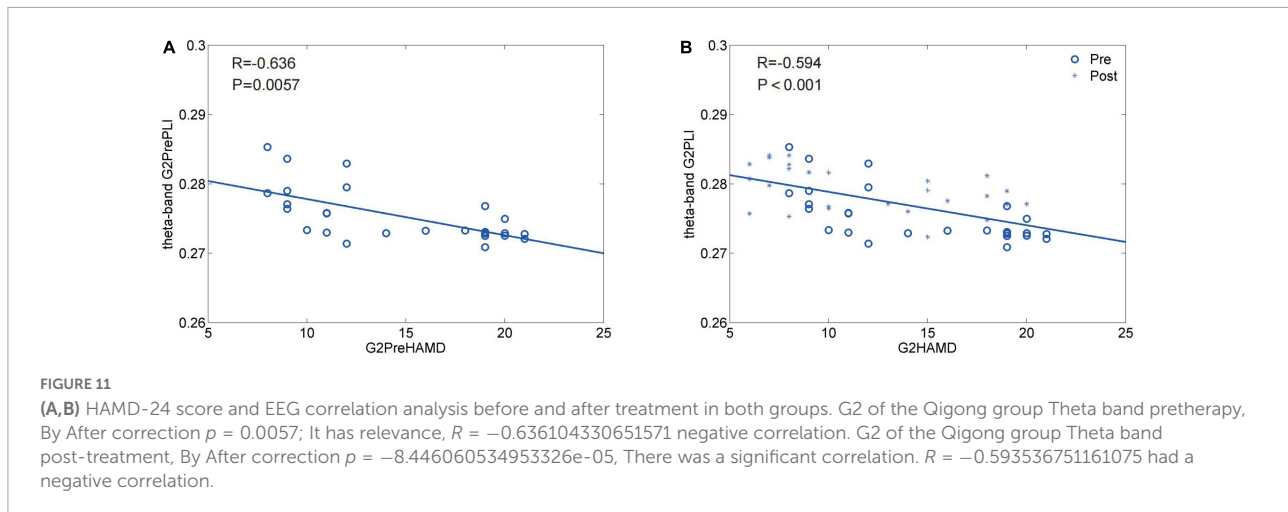 A
0.3
0.29
0.28
0.27
0.26
theta-band G2PrePLI
R=-0.636
P=0.0057
5
10
15
20
25
G2PreHAMD
B
0.3
0.29
0.28
0.27
0.26
theta-band G2PLI
R=-0.594
P < 0.001
Pre
Post
5
10
15
20
25
G2HAMD
FIGURE 11
(A,B) HAMD-24 score and EEG correlation analysis before and after treatment in both groups. G2 of the Qigong group Theta band pretherapy,
By After correction p = 0.0057; It has relevance, R = −0.636104330651571 negative correlation. G2 of the Qigong group Theta band
post-treatment, By After correction p = −8.446060534953326e-05, There was a significant correlation. R = −0.593536751161075 had a
negative correlation.